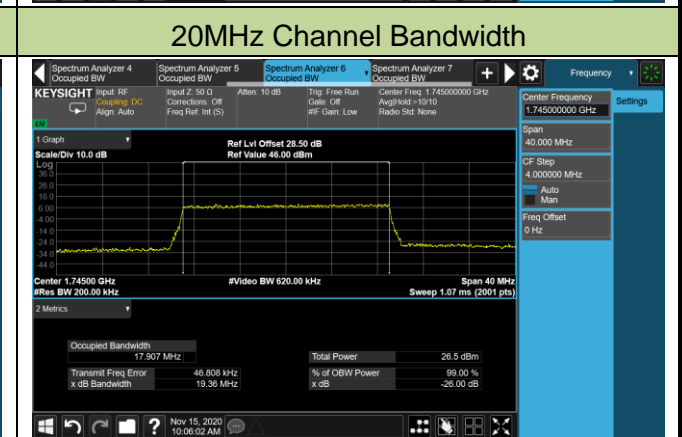 20MHz Channel Bandwidth
Spectrum Analyzer 4
Occupied BW
Spectrum Analyzer 5
Occupied BW
Spectrum Analyzer 6
Occupied BW
Spectrum Analyzer 7
Occupied BW
+
Frequency
KEYSIGHT
Input: RF
Coupling: DC
Align: Auto
Input Z: 50 Ω
Corrections: Off
Freq Ref: Int (S)
Atten: 10 dB
Trig: Free Run
Gate: Off
#IF Gain: Low
Center Freq: 1.745000000 GHz
Avg|Hold:>10/10
Radio Std: None
Center Frequency
1.745000000 GHz
Settings
Span
40.000 MHz
CF Step
4.000000 MHz
Auto
Man
Freq Offset
0 Hz
1 Graph
Scale/Div 10.0 dB
Ref Lvl Offset 28.50 dB
Ref Value 46.00 dBm
Log
36.0
26.0
16.0
6.00
-4.00
-14.0
-24.0
-34.0
-44.0
Center 1.74500 GHz
#Res BW 200.00 kHz
#Video BW 620.00 kHz
Span 40 MHz
Sweep 1.07 ms (2001 pts)
2 Metrics
Occupied Bandwidth
17.907 MHz
Total Power 26.5 dBm
Transmit Freq Error 46.808 kHz
% of OBW Power 99.00 %
x dB Bandwidth 19.36 MHz
x dB -26.00 dB
?
Nov 15, 2020
10:06:02 AM